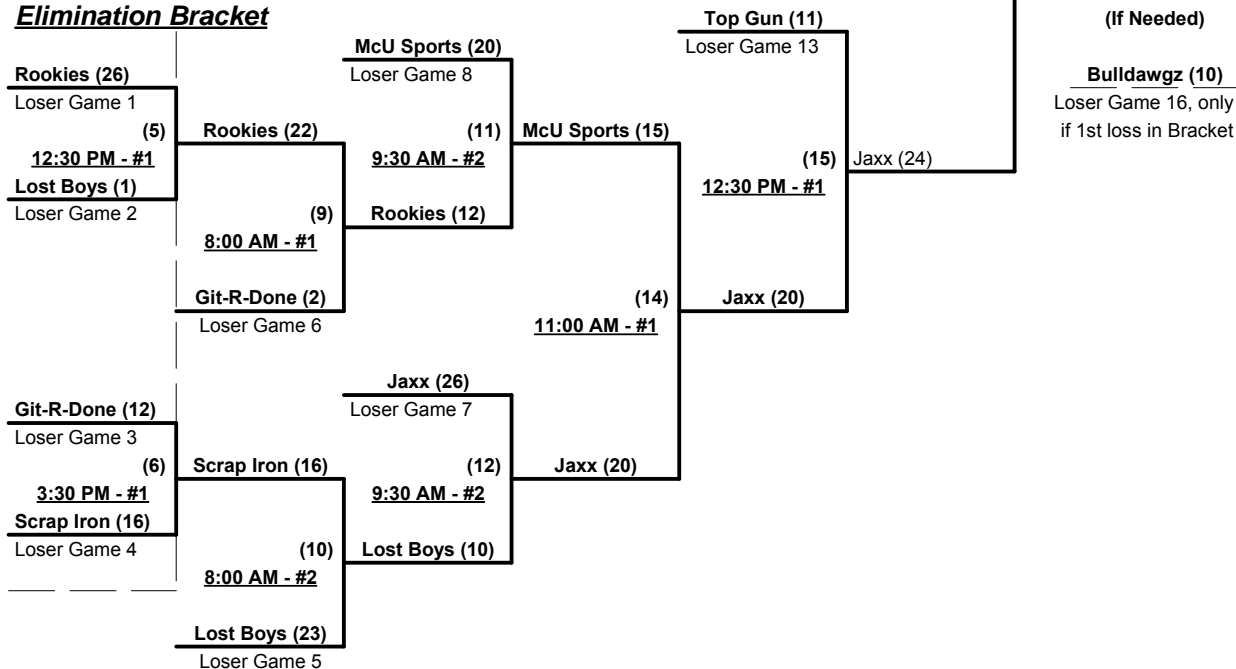 Elimination Bracket
Top Gun (11)
(If Needed)
McU Sports (20)
Loser Game 13
Rookies (26)
Loser Game 8
Bulldawgz (10)
Loser Game 1
Loser Game 16, only
(5)
Rookies (22)
(11)
McU Sports (15)
if 1st loss in Bracket
12:30 PM - #1
9:30 AM - #2
(15)
Jaxx (24)
Lost Boys (1)
12:30 PM - #1
Loser Game 2
(9)
Rookies (12)
8:00 AM - #1
Git-R-Done (2)
(14)
Jaxx (20)
Loser Game 6
11:00 AM - #1
Jaxx (26)
Git-R-Done (12)
Loser Game 7
Loser Game 3
(6)
Scrap Iron (16)
(12)
Jaxx (20)
3:30 PM - #1
9:30 AM - #2
Scrap Iron (16)
Loser Game 4
(10)
Lost Boys (10)
8:00 AM - #2
Lost Boys (23)
Loser Game 5